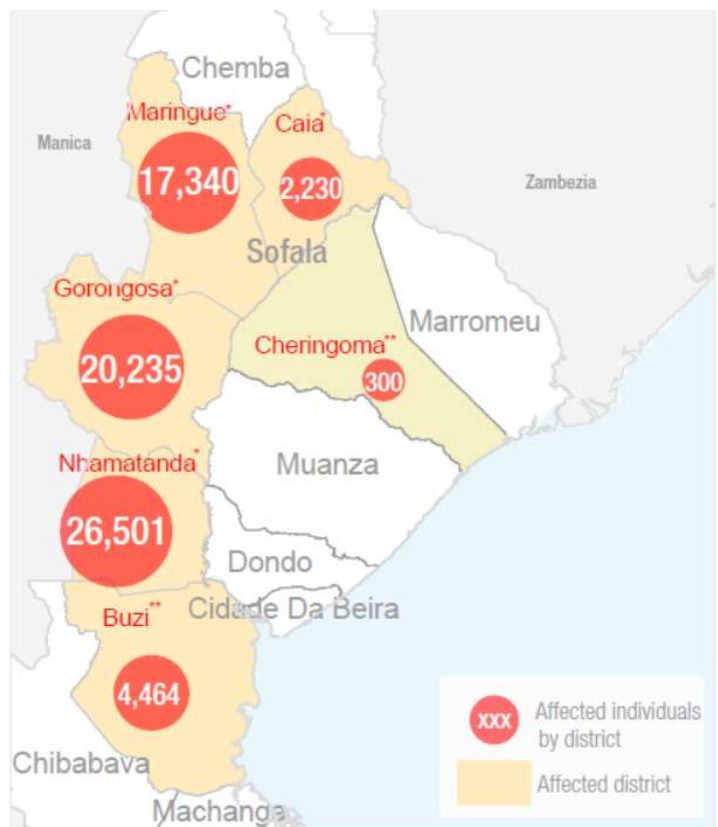 Chemba
Maringue*
Caia*
Manica
17,340
2,230
Zambezia
Sofala
Gorongosa*
Marromeu
Cheringoma**
20,235
300
Nhamatanda*
Muanza
26,501
Dondo
Buzi**
Cidade Da Beira
4,464
xxx
Affected individuals
by district
Chibabava
Affected district
Machanga